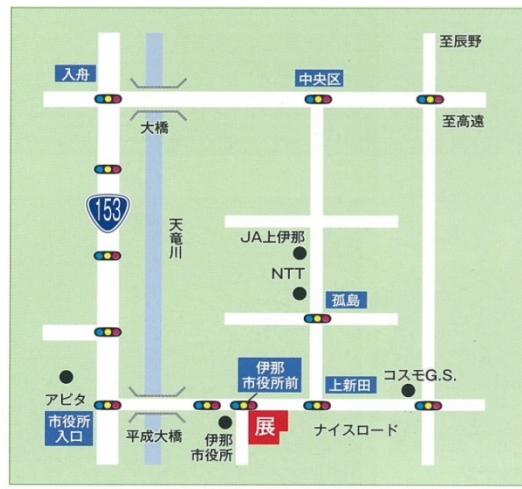 至辰野
入舟
中央区
至高遠
大橋
153
天竜川
JA上伊那
NTT
孤島
伊那
市役所前
上新田
コスモG.S.
アピタ
市役所
入口
展
平成大橋
伊那
市役所
ナイスロード